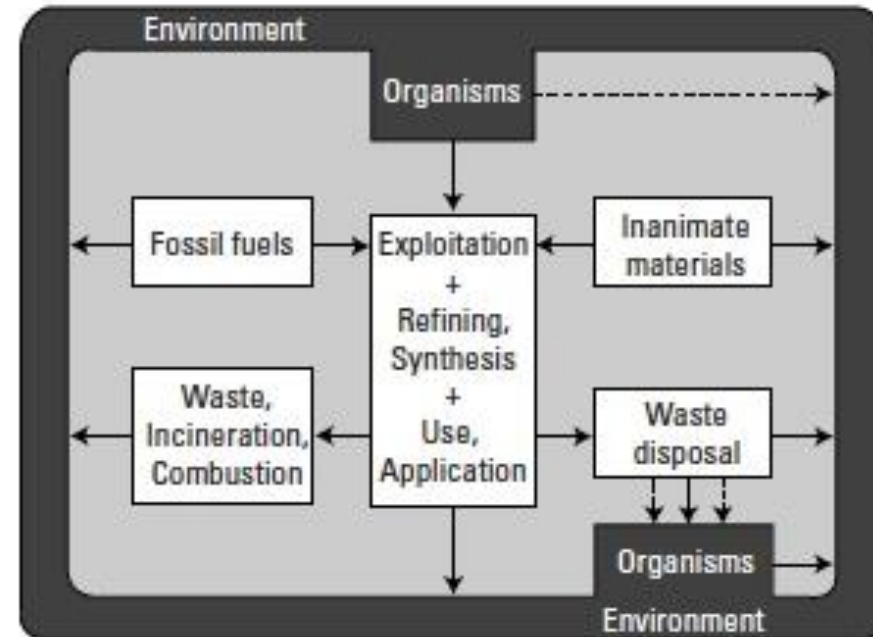 Environment
Organisms
Fossil fuels
Exploitation
+
Refining,
Synthesis
+
Use,
Application
Inanimate
materials
Waste,
Incineration,
Combustion
Waste
disposal
Organisms
Environment